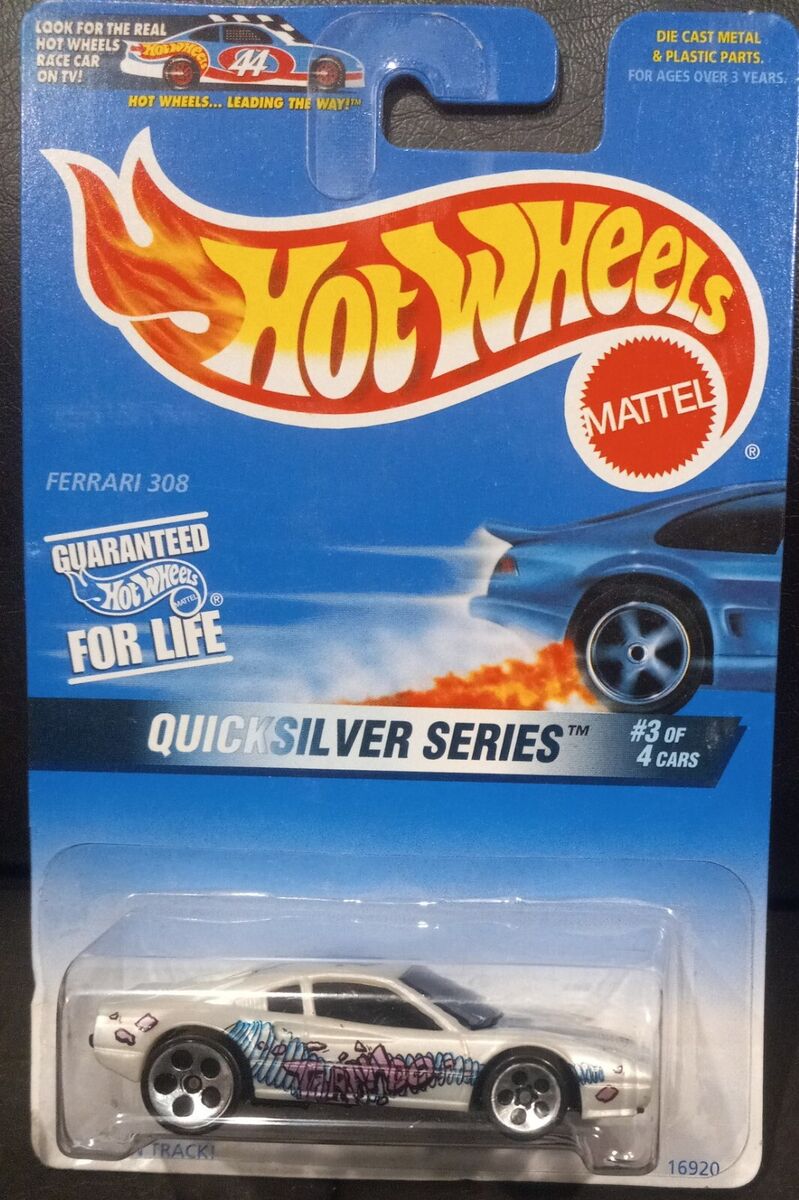 LOOK FOR THE REAL
HOT WHEELS
RACE CAR
ON TV!
HOT WHEELS
44
HOT WHEELS... LEADING THE WAY!™
DIE CAST METAL
& PLASTIC PARTS.
FOR AGES OVER 3 YEARS.
HOT WHEELS
MATTEL
®
FERRARI 308
GUARANTEED
HOT WHEELS
MATTEL
®
FOR LIFE
QUICKSILVER SERIES™
#3 OF
4 CARS
TRACK!
16920